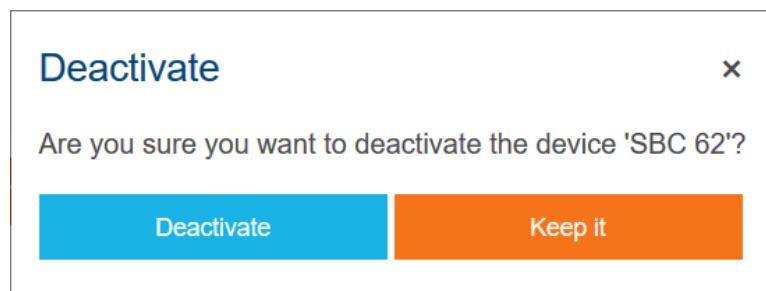 Deactivate
×
Are you sure you want to deactivate the device 'SBC 62'?
Deactivate
Keep it